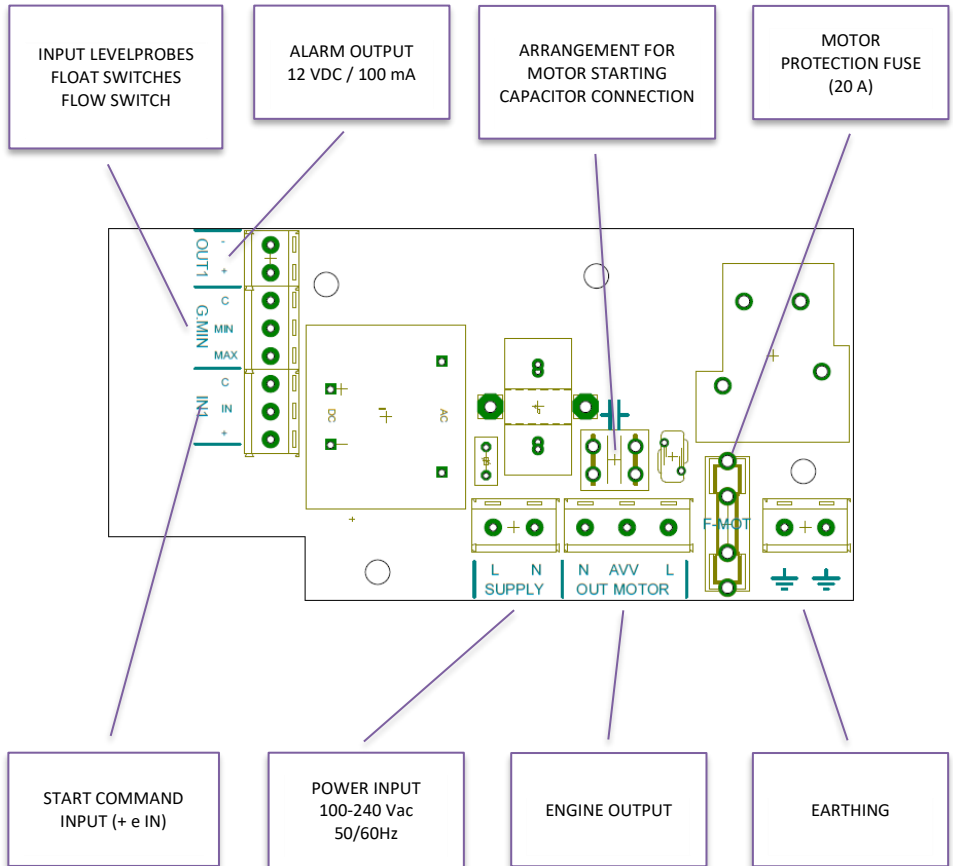 INPUT LEVELPROBES
FLOAT SWITCHES
FLOW SWITCH
ALARM OUTPUT
12 VDC / 100 mA
ARRANGEMENT FOR
MOTOR STARTING
CAPACITOR CONNECTION
MOTOR
PROTECTION FUSE
(20 A)
OUT1
-
+
G.MIN
C
MIN
MAX
IN1
C
IN
+
DC
AC
F-MOT
L N
SUPPLY
N AVV L
OUT MOTOR
START COMMAND
INPUT (+ e IN)
POWER INPUT
100-240 Vac
50/60Hz
ENGINE OUTPUT
EARTHING